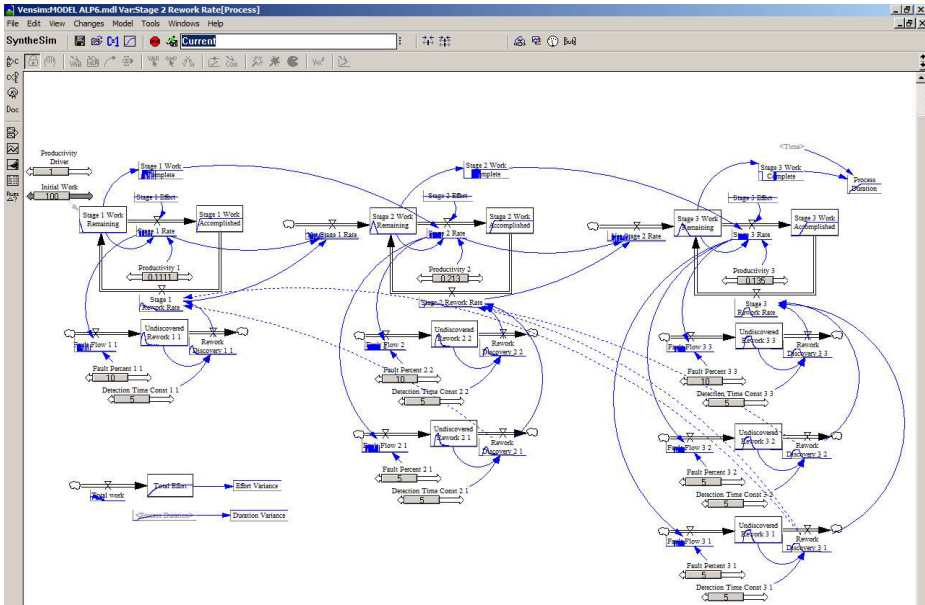 Vensim:MODEL ALP6.mdl Var:Stage 2 Rework Rate[Process]
File Edit View Changes Model Tools Windows Help
SyntheSim
Current
Doc
Productivity
Driver
1
Initial Work
100
Stage 1 Work
Complete
Stage 1 Effort
Stage 1 Work
Remaining
Stage 1 Rate
Stage 1 Work
Accomplished
Productivity 1
0.1111
Stage 1
Rework Rate
Undiscovered
Rework 1 1
Fault Flow 1 1
Rework
Discovery 1 1
Fault Percent 1 1
10
Detection Time Const 1 1
5
Stage 1 Rate
Stage 2 Work
Complete
Stage 2 Effort
Stage 2 Work
Remaining
Stage 2 Rate
Stage 2 Work
Accomplished
Productivity 2
0.213
Stage 2 Rework Rate
Undiscovered
Rework 2 2
Fault Flow 2
Rework
Discovery 2 2
Fault Percent 2 2
10
Detection Time Const 2 2
5
Undiscovered
Rework 2 1
Fault Flow 2 1
Rework
Discovery 2 1
Fault Percent 2 1
5
Detection Time Const 2 1
5
Stage 2 Rate
<Time>
Stage 3 Work
Complete
Process
Duration
Stage 3 Effort
Stage 3 Work
Remaining
Stage 3 Rate
Stage 3 Work
Accomplished
Productivity 3
0.135
Stage 3
Rework Rate
Undiscovered
Rework 3 3
Fault Flow 3 3
Rework
Discovery 3 3
Fault Percent 3 3
10
Detection Time Const 3 3
5
Undiscovered
Rework 3 2
Fault Flow 3 2
Rework
Discovery 3 2
Fault Percent 3 2
5
Detection Time Const 3 2
5
Undiscovered
Rework 3 1
Fault Flow 3 1
Rework
Discovery 3 1
Fault Percent 3 1
5
Detection Time Const 3 1
5
Total work
Total Effort
Effort Variance
<Process Duration>
Duration Variance